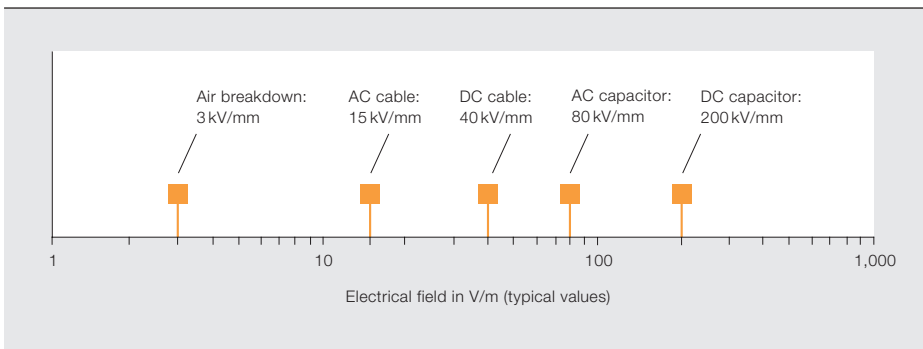 Air breakdown:
3 kV/mm
AC cable:
15 kV/mm
DC cable:
40 kV/mm
AC capacitor:
80 kV/mm
DC capacitor:
200 kV/mm
1
10
100
1,000
Electrical field in V/m (typical values)